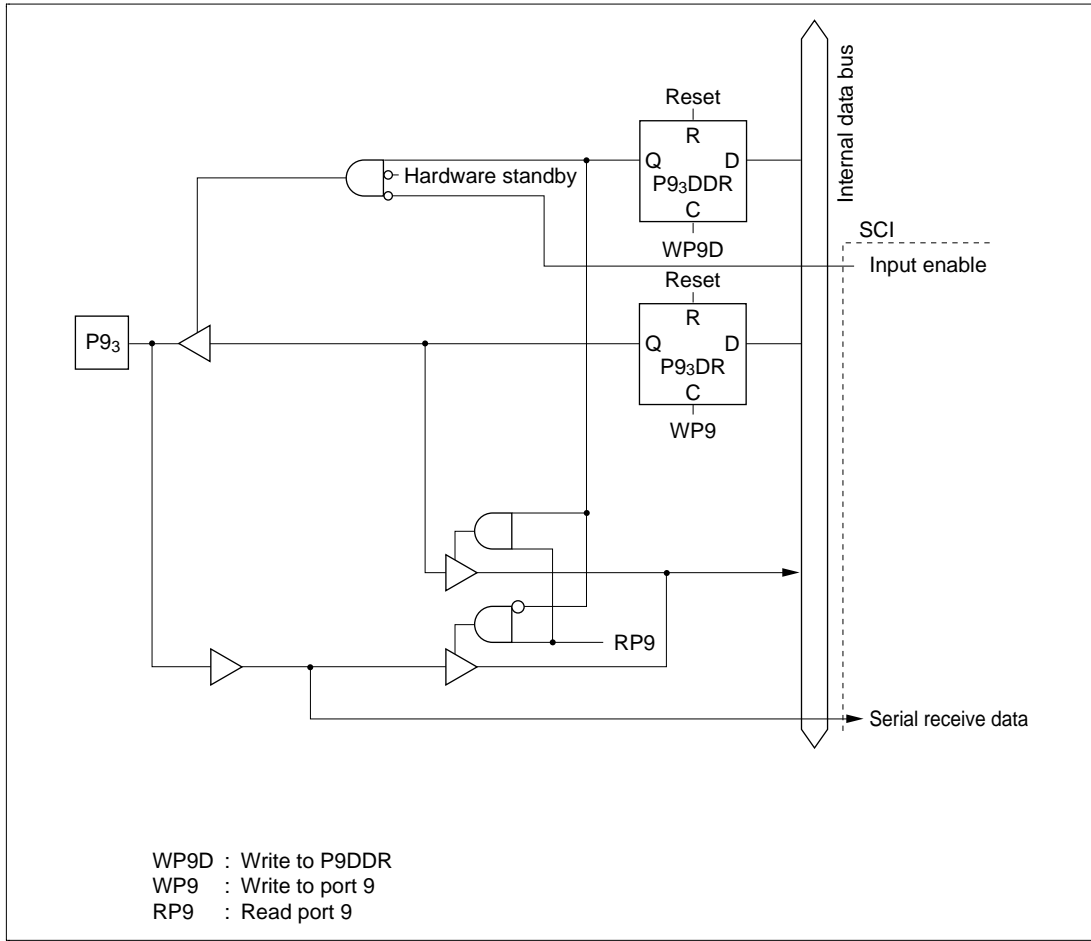 Reset
R
Q D
P9₃DDR
C
WP9D
Hardware standby
Internal data bus
SCI
Input enable
Reset
R
Q D
P9₃DR
C
WP9
P9₃
RP9
Serial receive data
WP9D : Write to P9DDR
WP9 : Write to port 9
RP9 : Read port 9